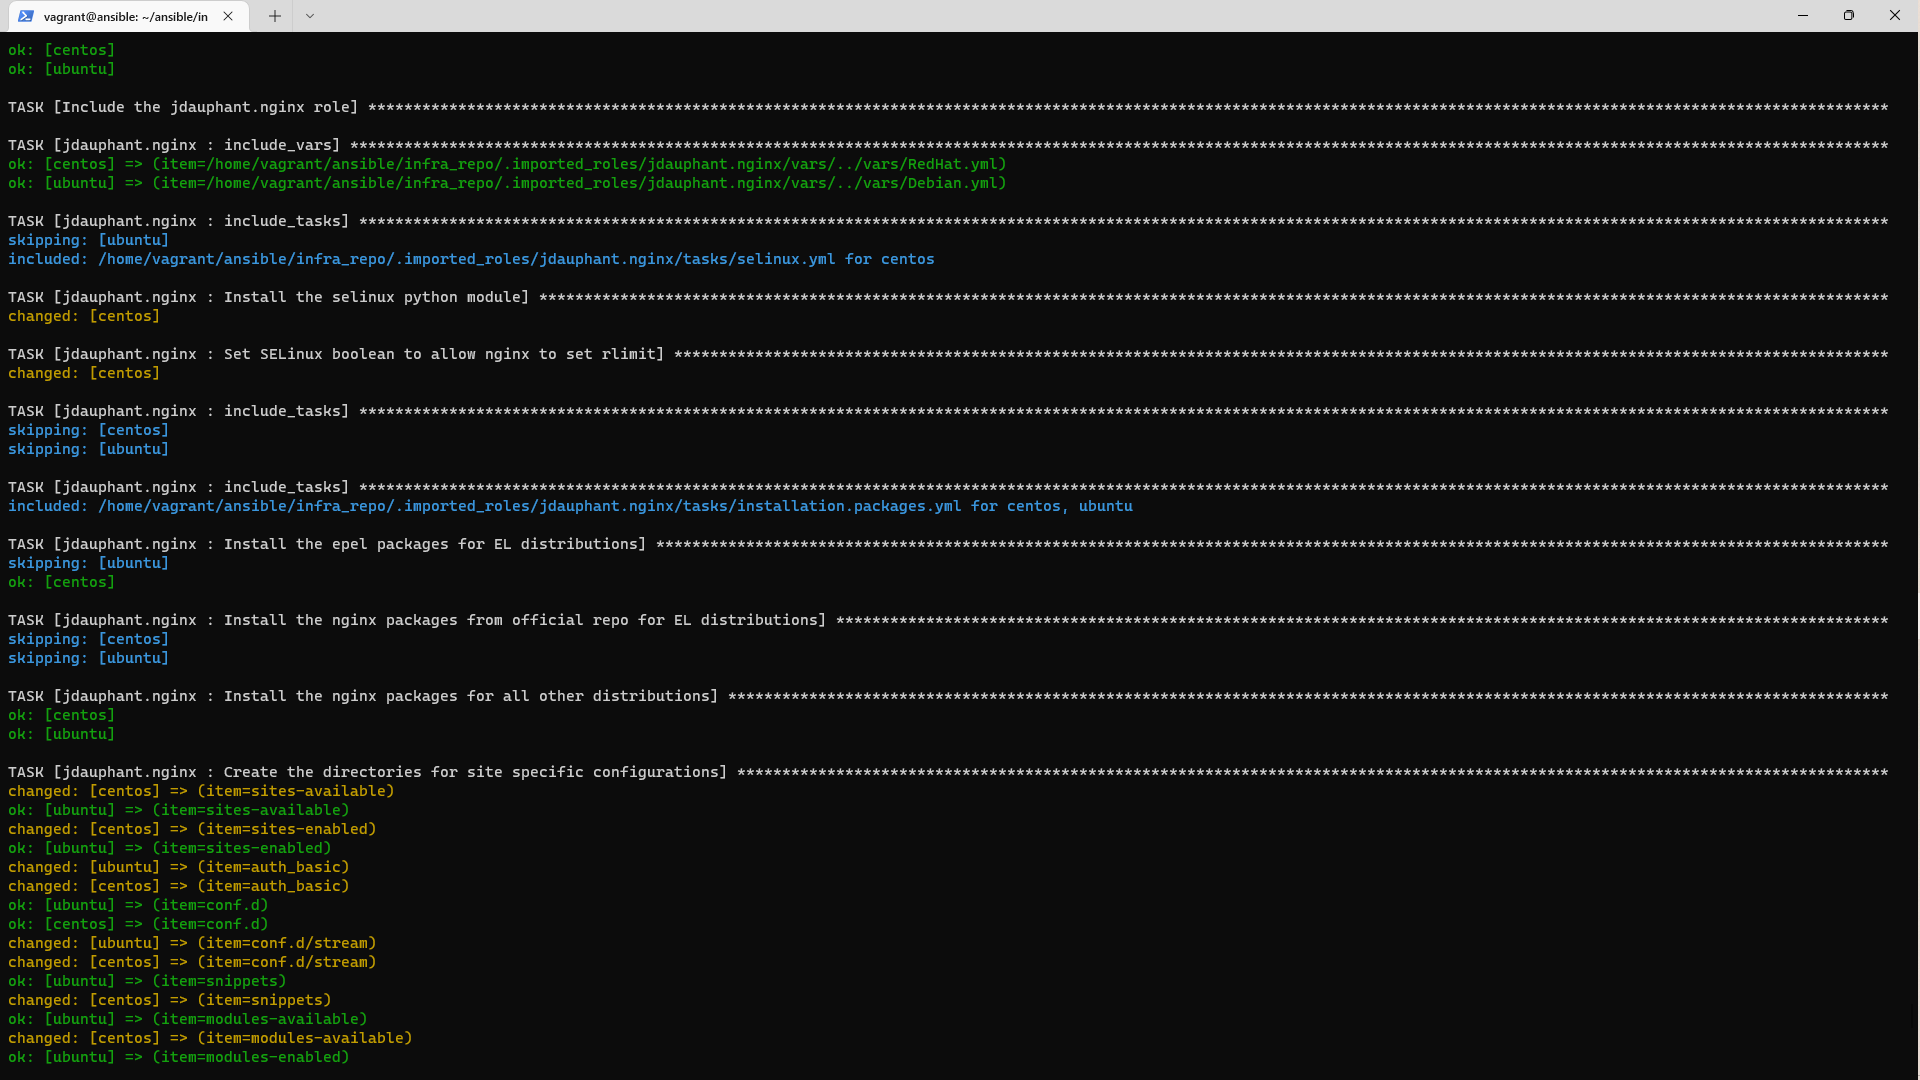 vagrant@ansible: ~/ansible/in
ok: [centos]
ok: [ubuntu]
TASK [Include the jdauphant.nginx role] *************************************************************************************************************************************************************************
TASK [jdauphant.nginx : include_vars] ***************************************************************************************************************************************************************************
ok: [centos] => (item=/home/vagrant/ansible/infra_repo/.imported_roles/jdauphant.nginx/vars/../vars/RedHat.yml)
ok: [ubuntu] => (item=/home/vagrant/ansible/infra_repo/.imported_roles/jdauphant.nginx/vars/../vars/Debian.yml)
TASK [jdauphant.nginx : include_tasks] **************************************************************************************************************************************************************************
skipping: [ubuntu]
included: /home/vagrant/ansible/infra_repo/.imported_roles/jdauphant.nginx/tasks/selinux.yml for centos
TASK [jdauphant.nginx : Install the selinux python module] ******************************************************************************************************************************************************
changed: [centos]
TASK [jdauphant.nginx : Set SELinux boolean to allow nginx to set rlimit] ***************************************************************************************************************************************
changed: [centos]
TASK [jdauphant.nginx : include_tasks] **************************************************************************************************************************************************************************
skipping: [centos]
skipping: [ubuntu]
TASK [jdauphant.nginx : include_tasks] **************************************************************************************************************************************************************************
included: /home/vagrant/ansible/infra_repo/.imported_roles/jdauphant.nginx/tasks/installation.packages.yml for centos, ubuntu
TASK [jdauphant.nginx : Install the epel packages for EL distributions] *****************************************************************************************************************************************
skipping: [ubuntu]
ok: [centos]
TASK [jdauphant.nginx : Install the nginx packages from official repo for EL distributions] *********************************************************************************************************************
skipping: [centos]
skipping: [ubuntu]
TASK [jdauphant.nginx : Install the nginx packages for all other distributions] *********************************************************************************************************************************
ok: [centos]
ok: [ubuntu]
TASK [jdauphant.nginx : Create the directories for site specific configurations] ********************************************************************************************************************************
changed: [centos] => (item=sites-available)
ok: [ubuntu] => (item=sites-available)
changed: [centos] => (item=sites-enabled)
ok: [ubuntu] => (item=sites-enabled)
changed: [ubuntu] => (item=auth_basic)
changed: [centos] => (item=auth_basic)
ok: [ubuntu] => (item=conf.d)
ok: [centos] => (item=conf.d)
changed: [ubuntu] => (item=conf.d/stream)
changed: [centos] => (item=conf.d/stream)
ok: [ubuntu] => (item=snippets)
changed: [centos] => (item=snippets)
ok: [ubuntu] => (item=modules-available)
changed: [centos] => (item=modules-available)
ok: [ubuntu] => (item=modules-enabled)